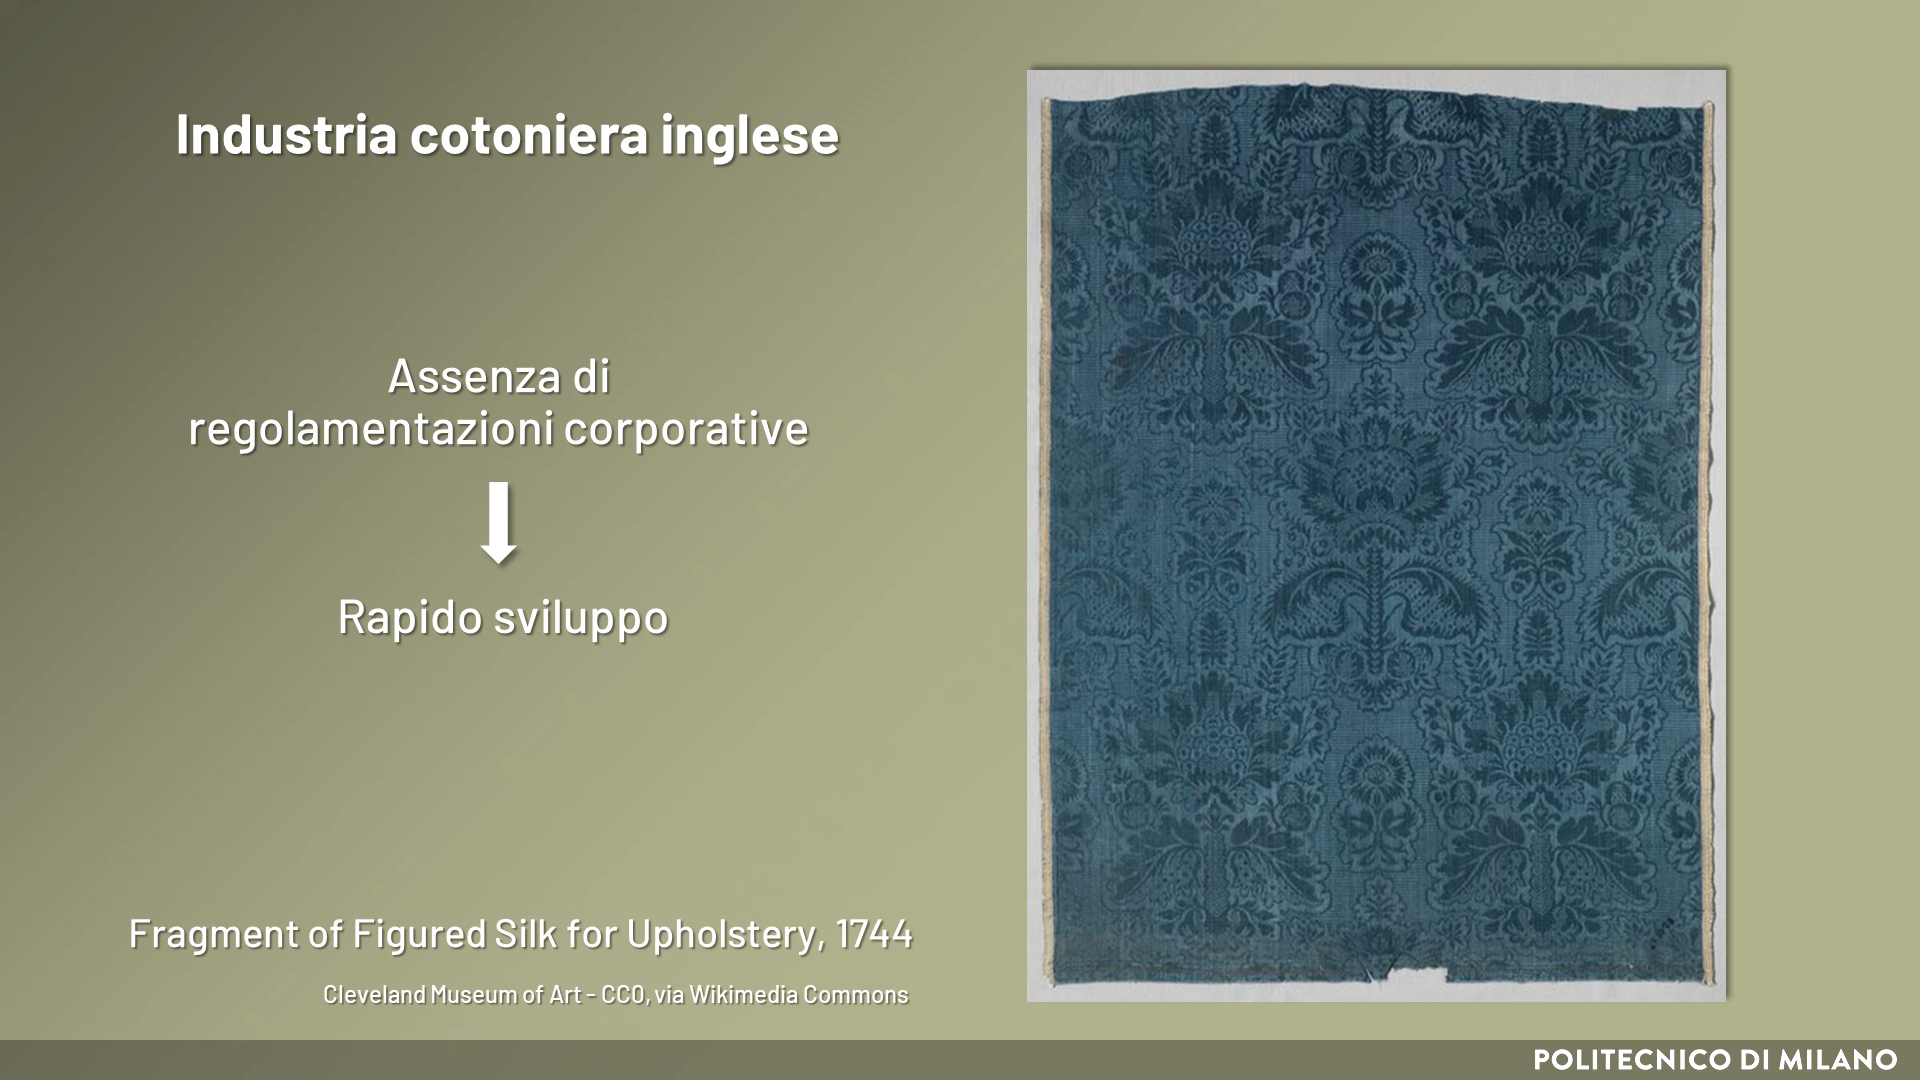 Industria cotoniera inglese
Assenza di
regolamentazioni corporative
Rapido sviluppo
Fragment of Figured Silk for Upholstery, 1744
Cleveland Museum of Art - CC0, via Wikimedia Commons
POLITECNICO DI MILANO